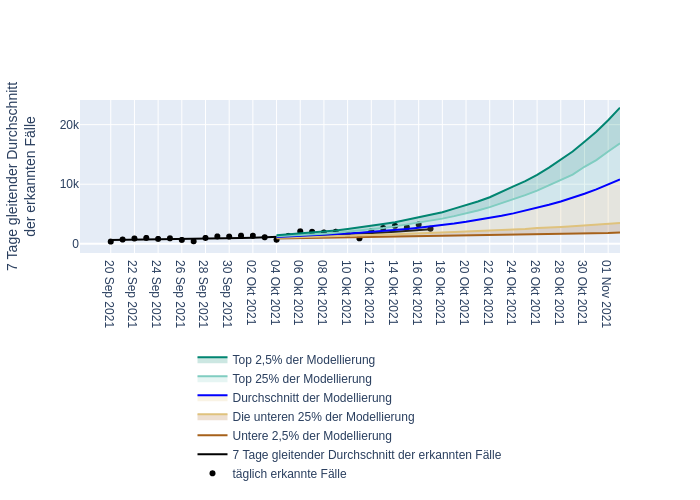 7 Tage gleitender Durchschnitt
der erkannten Fälle
20k
10k
0
20 Sep 2021
22 Sep 2021
24 Sep 2021
26 Sep 2021
28 Sep 2021
30 Sep 2021
02 Okt 2021
04 Okt 2021
06 Okt 2021
08 Okt 2021
10 Okt 2021
12 Okt 2021
14 Okt 2021
16 Okt 2021
18 Okt 2021
20 Okt 2021
22 Okt 2021
24 Okt 2021
26 Okt 2021
28 Okt 2021
30 Okt 2021
01 Nov 2021
Top 2,5% der Modellierung
Top 25% der Modellierung
Durchschnitt der Modellierung
Die unteren 25% der Modellierung
Untere 2,5% der Modellierung
7 Tage gleitender Durchschnitt der erkannten Fälle
täglich erkannte Fälle